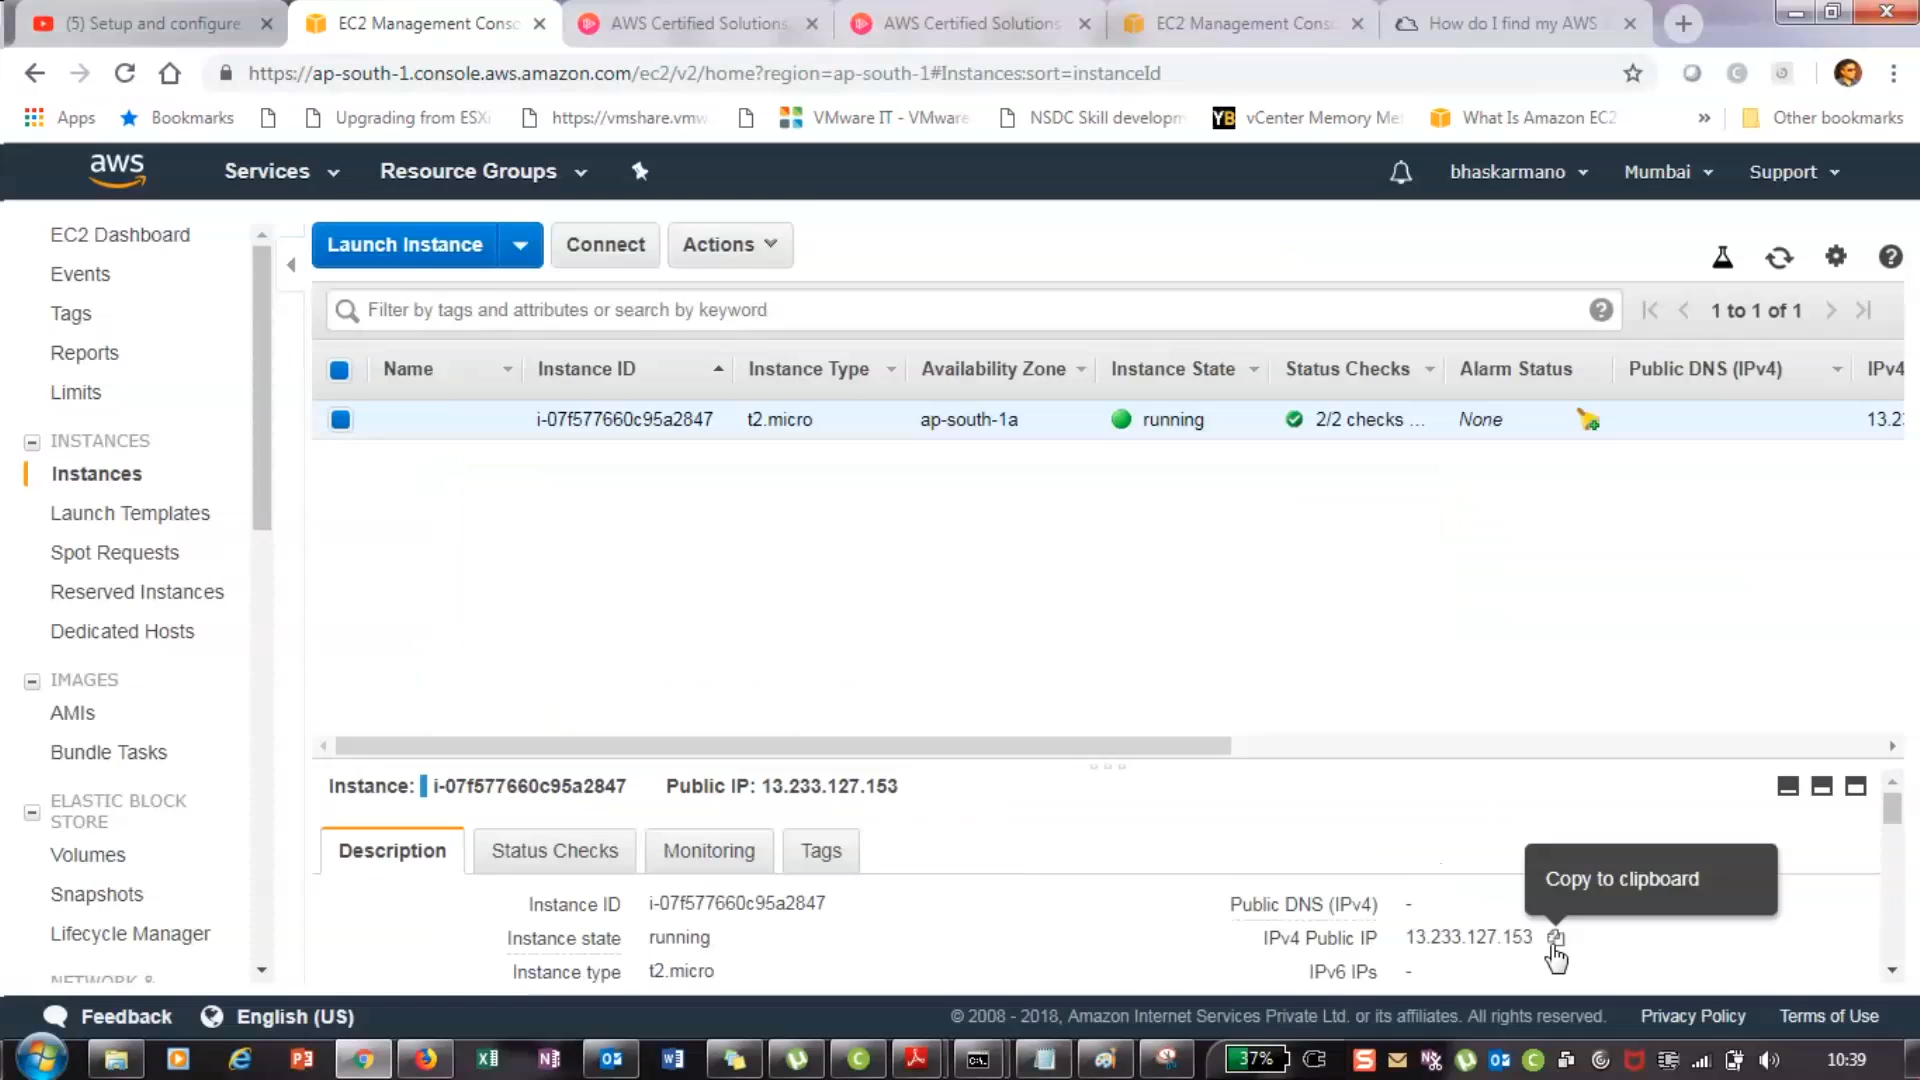 (5) Setup and configure
EC2 Management Conso
AWS Certified Solutions
AWS Certified Solutions
EC2 Management Cons
How do I find my AWS
https://ap-south-1.console.aws.amazon.com/ec2/v2/home?region=ap-south-1#Instances:sort=instanceId
Apps
Bookmarks
Upgrading from ESXi
https://vmshare.vmw
VMware IT - VMware
NSDC Skill developm
YB
vCenter Memory Me
What Is Amazon EC2
»
Other bookmarks
aws
Services
Resource Groups
bhaskarmano
Mumbai
Support
EC2 Dashboard
Events
Tags
Reports
Limits
INSTANCES
Instances
Launch Templates
Spot Requests
Reserved Instances
Dedicated Hosts
IMAGES
AMIs
Bundle Tasks
ELASTIC BLOCK
STORE
Volumes
Snapshots
Lifecycle Manager
NETWORK &
Launch Instance
Connect
Actions
Filter by tags and attributes or search by keyword
1 to 1 of 1
Name
Instance ID
Instance Type
Availability Zone
Instance State
Status Checks
Alarm Status
Public DNS (IPv4)
IPv4
i-07f577660c95a2847
t2.micro
ap-south-1a
running
2/2 checks ...
None
13.2
Instance: i-07f577660c95a2847 Public IP: 13.233.127.153
Description
Status Checks
Monitoring
Tags
Copy to clipboard
Instance ID i-07f577660c95a2847
Public DNS (IPv4) -
Instance state running
IPv4 Public IP 13.233.127.153
Instance type t2.micro
IPv6 IPs -
Feedback
English (US)
© 2008 - 2018, Amazon Internet Services Private Ltd. or its affiliates. All rights reserved.
Privacy Policy
Terms of Use
37%
10:39